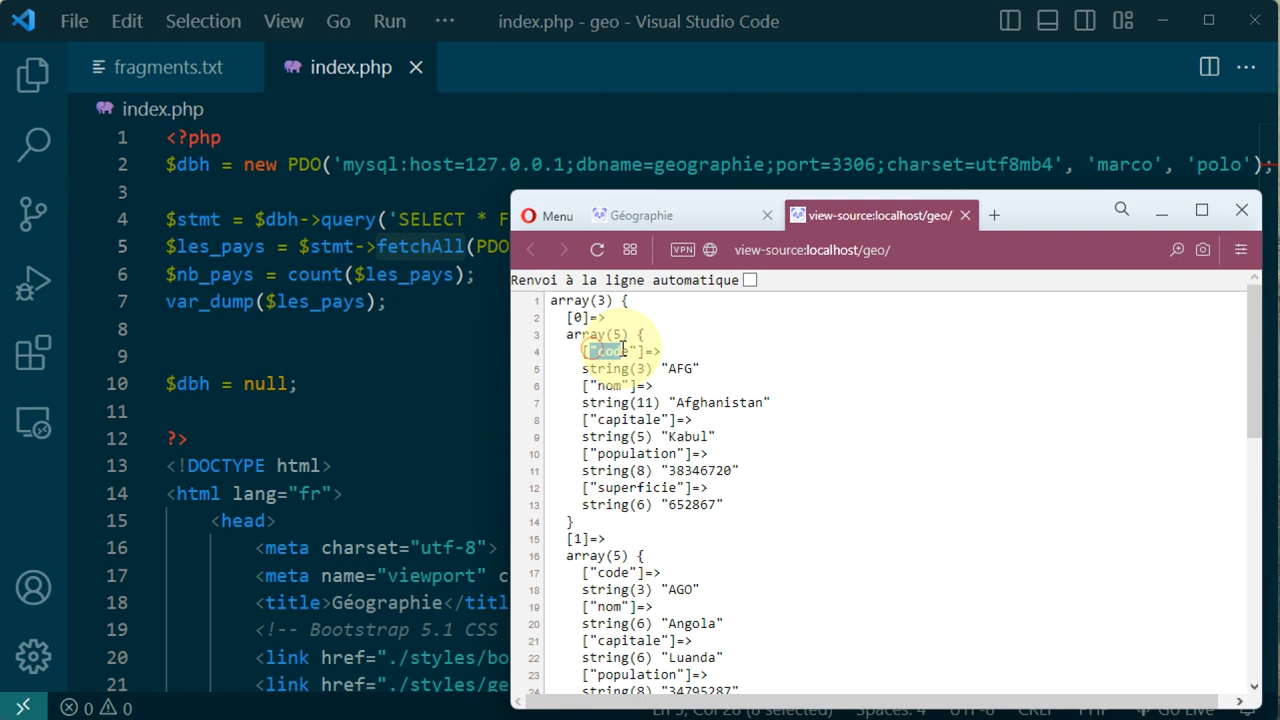 File Edit Selection View Go Run ··· index.php - geo - Visual Studio Code
fragments.txt index.php
index.php
1 <?php
2 $dbh = new PDO('mysql:host=127.0.0.1;dbname=geographie;port=3306;charset=utf8mb4', 'marco', 'polo');
3
4 $stmt = $dbh->query('SELECT * F
5 $les_pays = $stmt->fetchAll(PDO
6 $nb_pays = count($les_pays);
7 var_dump($les_pays);
8
9
10 $dbh = null;
11
12 ?>
13 <!DOCTYPE html>
14 <html lang="fr">
15 <head>
16 <meta charset="utf-8">
17 <meta name="viewport" c
18 <title>Géographie</titl
19 <!-- Bootstrap 5.1 CSS
20 <link href="./styles/bo
21 <link href="./styles/ge
0 0
Menu Géographie view-source:localhost/geo/
VPN view-source:localhost/geo/
Renvoi à la ligne automatique
1 array(3) {
2 [0]=>
3 array(5) {
4 ["code"]=>
5 string(3) "AFG"
6 ["nom"]=>
7 string(11) "Afghanistan"
8 ["capitale"]=>
9 string(5) "Kabul"
10 ["population"]=>
11 string(8) "38346720"
12 ["superficie"]=>
13 string(6) "652867"
14 }
15 [1]=>
16 array(5) {
17 ["code"]=>
18 string(3) "AGO"
19 ["nom"]=>
20 string(6) "Angola"
21 ["capitale"]=>
22 string(6) "Luanda"
23 ["population"]=>
24 string(8) "34795287"